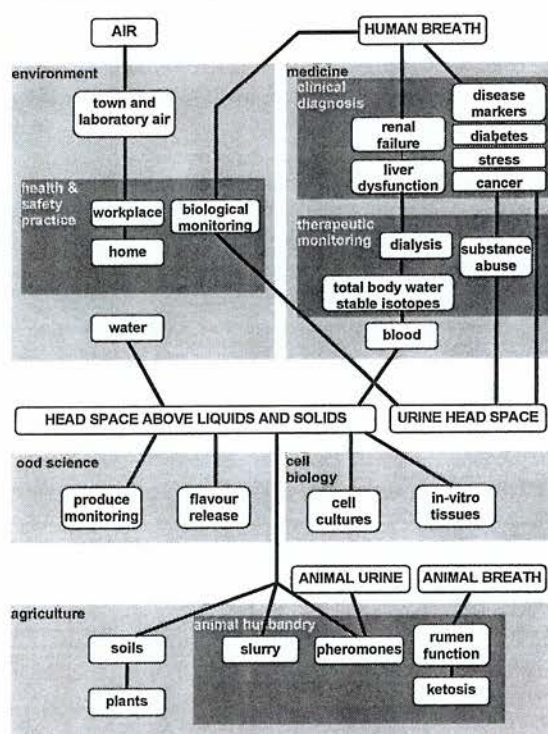 AIR
HUMAN BREATH
environment
medicine
clinical
diagnosis
town and
laboratory air
disease
markers
renal
failure
diabetes
stress
liver
dysfunction
cancer
health &
safety
practice
workplace
biological
monitoring
home
therapeutic
monitoring
dialysis
substance
abuse
total body water
stable isotopes
water
blood
HEAD SPACE ABOVE LIQUIDS AND SOLIDS
URINE HEAD SPACE
ood science
cell
biology
produce
monitoring
flavour
release
cell
cultures
in-vitro
tissues
ANIMAL URINE
ANIMAL BREATH
agriculture
animal husbandry
soils
slurry
pheromones
rumen
function
plants
ketosis